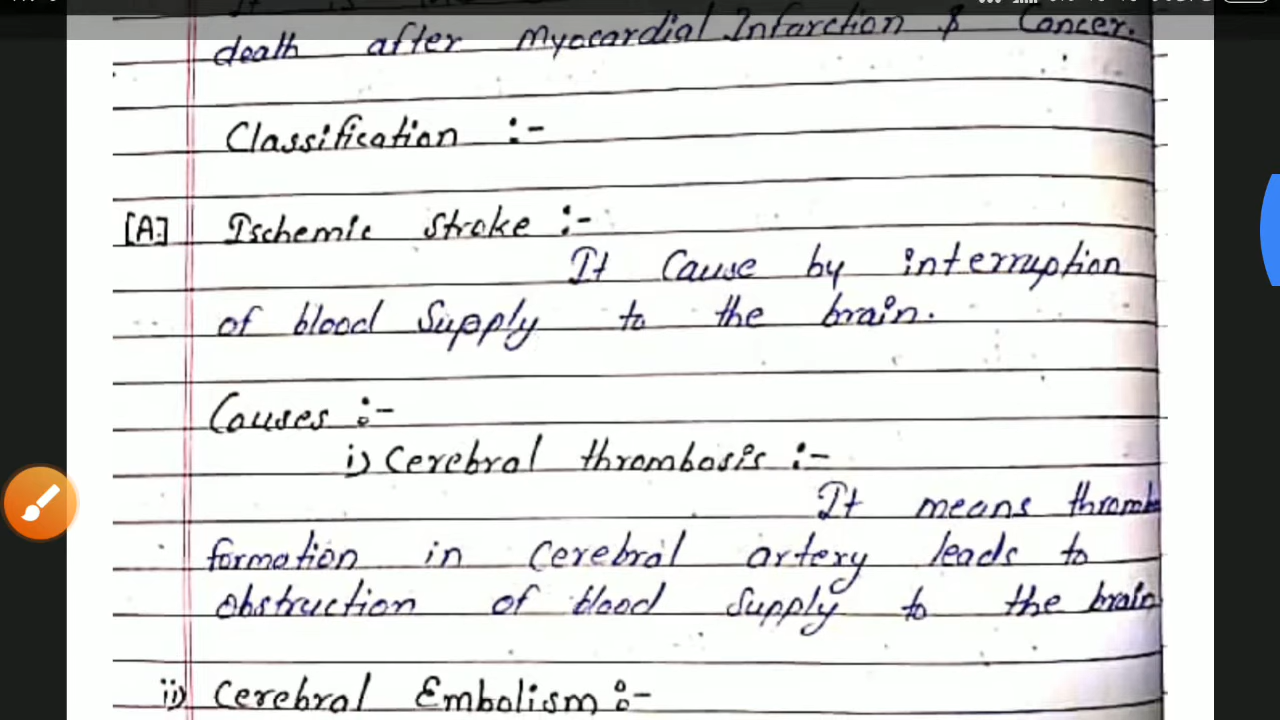 death after myocardial Infarction & Cancer.
Classification :-
[A.] Ischemic Stroke :-
It Cause by interruption
of blood Supply to the brain.
Causes :-
i) Cerebral thrombosis :-
It means
formation in Cerebral artery leads to
obstruction of blood Supply to the brain
ii) Cerebral Embolism :-